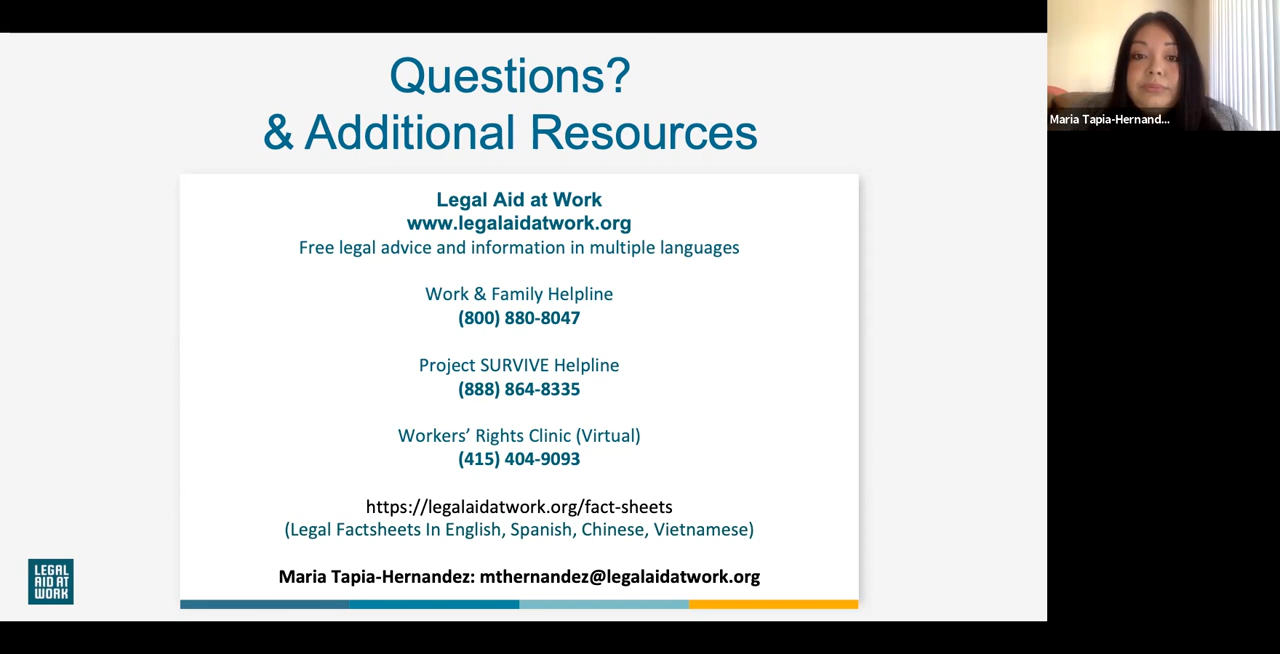 Questions?
& Additional Resources
Legal Aid at Work
www.legalaidatwork.org
Free legal advice and information in multiple languages
Work & Family Helpline
(800) 880-8047
Project SURVIVE Helpline
(888) 864-8335
Workers’ Rights Clinic (Virtual)
(415) 404-9093
https://legalaidatwork.org/fact-sheets
(Legal Factsheets In English, Spanish, Chinese, Vietnamese)
Maria Tapia-Hernandez: mthernandez@legalaidatwork.org
LEGAL
AID AT
WORK
Maria Tapia-Hernand...